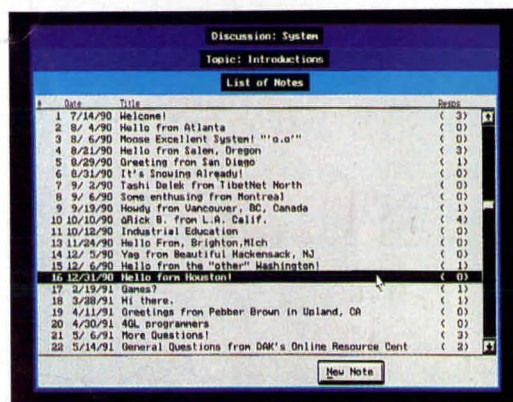 Discussion: System
Topic: Introductions
List of Notes
# Date Title Resps
1 7/14/90 Welcome! ( 3)
2 8/ 4/90 Hello from Atlanta ( 0)
3 8/ 6/90 Moose Excellent System! "'o.o'" ( 0)
4 8/21/90 Hello from Salem, Oregon ( 3)
5 8/29/90 Greeting from San Diego ( 1)
6 8/31/90 It's Snowing Already! ( 0)
7 9/ 2/90 Tashi Delek from TibetNet North ( 0)
8 9/ 6/90 Some enthusing from Montreal ( 0)
9 9/19/90 Howdy from Vancouver, BC, Canada ( 1)
10 10/10/90 @Rick B. from L.A. Calif. ( 4)
11 10/12/90 Industrial Education ( 0)
13 11/24/90 Hello From, Brighton,MIch ( 0)
14 12/ 5/90 Yag from Beautiful Hackensack, NJ ( 0)
15 12/ 6/90 Hello from the "other" Washington! ( 1)
16 12/31/90 Hello form Houston! ( 0)
17 2/19/91 Games? ( 1)
18 3/28/91 Hi there. ( 1)
19 4/11/91 Greetings from Pebber Brown in Upland, CA ( 0)
20 4/30/91 4GL programmers ( 0)
21 5/ 6/91 More Questions! ( 3)
22 5/14/91 General Questions from DAK's Online Resource Cent ( 2)
New Note